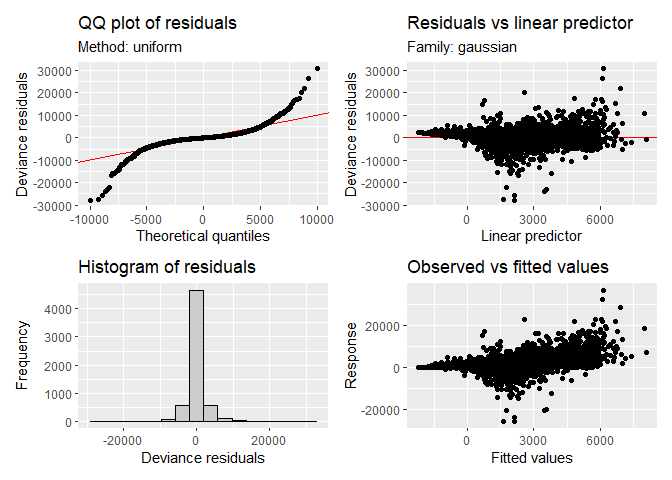 QQ plot of residuals
Method: uniform
Deviance residuals
30000
20000
10000
0
-10000
-20000
-30000
-10000 -5000 0 5000 10000
Theoretical quantiles
Residuals vs linear predictor
Family: gaussian
Deviance residuals
30000
20000
10000
0
-10000
-20000
-30000
0 3000 6000
Linear predictor
Histogram of residuals
Frequency
4000
3000
2000
1000
0
-20000 0 20000
Deviance residuals
Observed vs fitted values
Response
20000
0
-20000
0 3000 6000
Fitted values